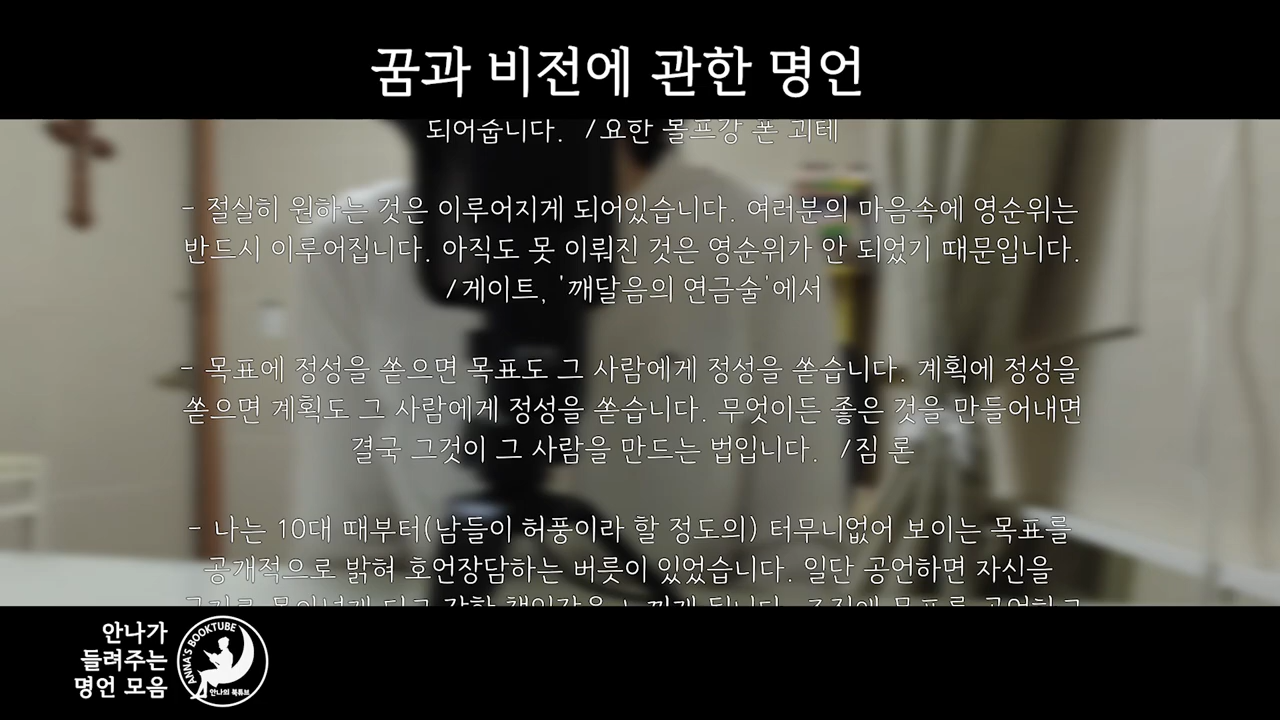 꿈과 비전에 관한 명언
되어줍니다. /요한 볼프강 폰 괴테
- 절실히 원하는 것은 이루어지게 되어있습니다. 여러분의 마음속에 영순위는
반드시 이루어집니다. 아직도 못 이뤄진 것은 영순위가 안 되었기 때문입니다.
/게이트, '깨달음의 연금술'에서
- 목표에 정성을 쏟으면 목표도 그 사람에게 정성을 쏟습니다. 계획에 정성을
쏟으면 계획도 그 사람에게 정성을 쏟습니다. 무엇이든 좋은 것을 만들어내면
결국 그것이 그 사람을 만드는 법입니다. /짐 론
- 나는 10대 때부터(남들이 허풍이라 할 정도의) 터무니없어 보이는 목표를
공개적으로 밝혀 호언장담하는 버릇이 있었습니다. 일단 공언하면 자신을
안나가
들려주는
명언 모음
ANNA'S BOOKTUBE
안나의 북튜브